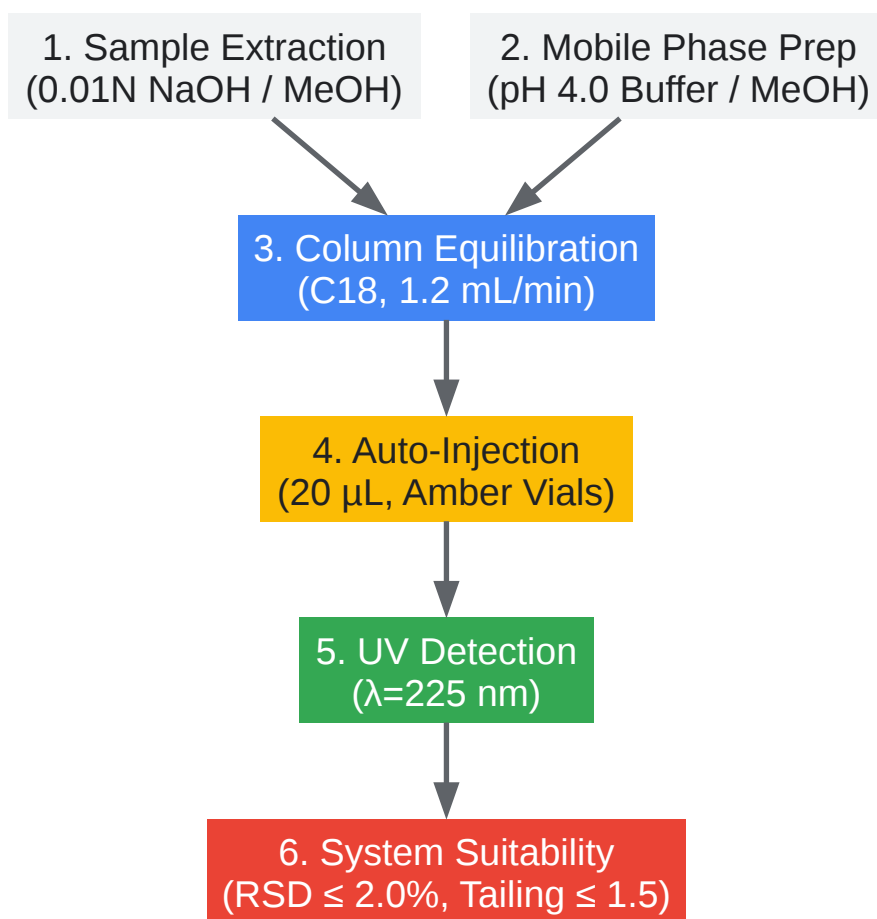 1. Sample Extraction
(0.01N NaOH / MeOH)
2. Mobile Phase Prep
(pH 4.0 Buffer / MeOH)
3. Column Equilibration
(C18, 1.2 mL/min)
4. Auto-Injection
(20 µL, Amber Vials)
5. UV Detection
(λ=225 nm)
6. System Suitability
(RSD ≤ 2.0%, Tailing ≤ 1.5)